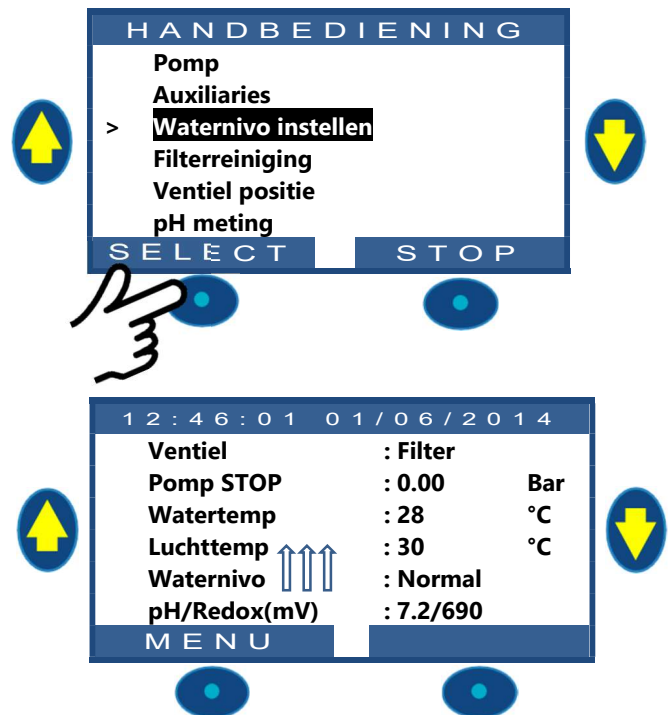 HANDBEDIENING
Pomp
Auxiliaries
> Waternivo instellen
Filterreiniging
Ventiel positie
pH meting
SELECT STOP
12:46:01 01/06/2014
Ventiel : Filter
Pomp STOP : 0.00 Bar
Watertemp : 28 °C
Luchttemp : 30 °C
Waternivo : Normal
pH/Redox(mV) : 7.2/690
MENU